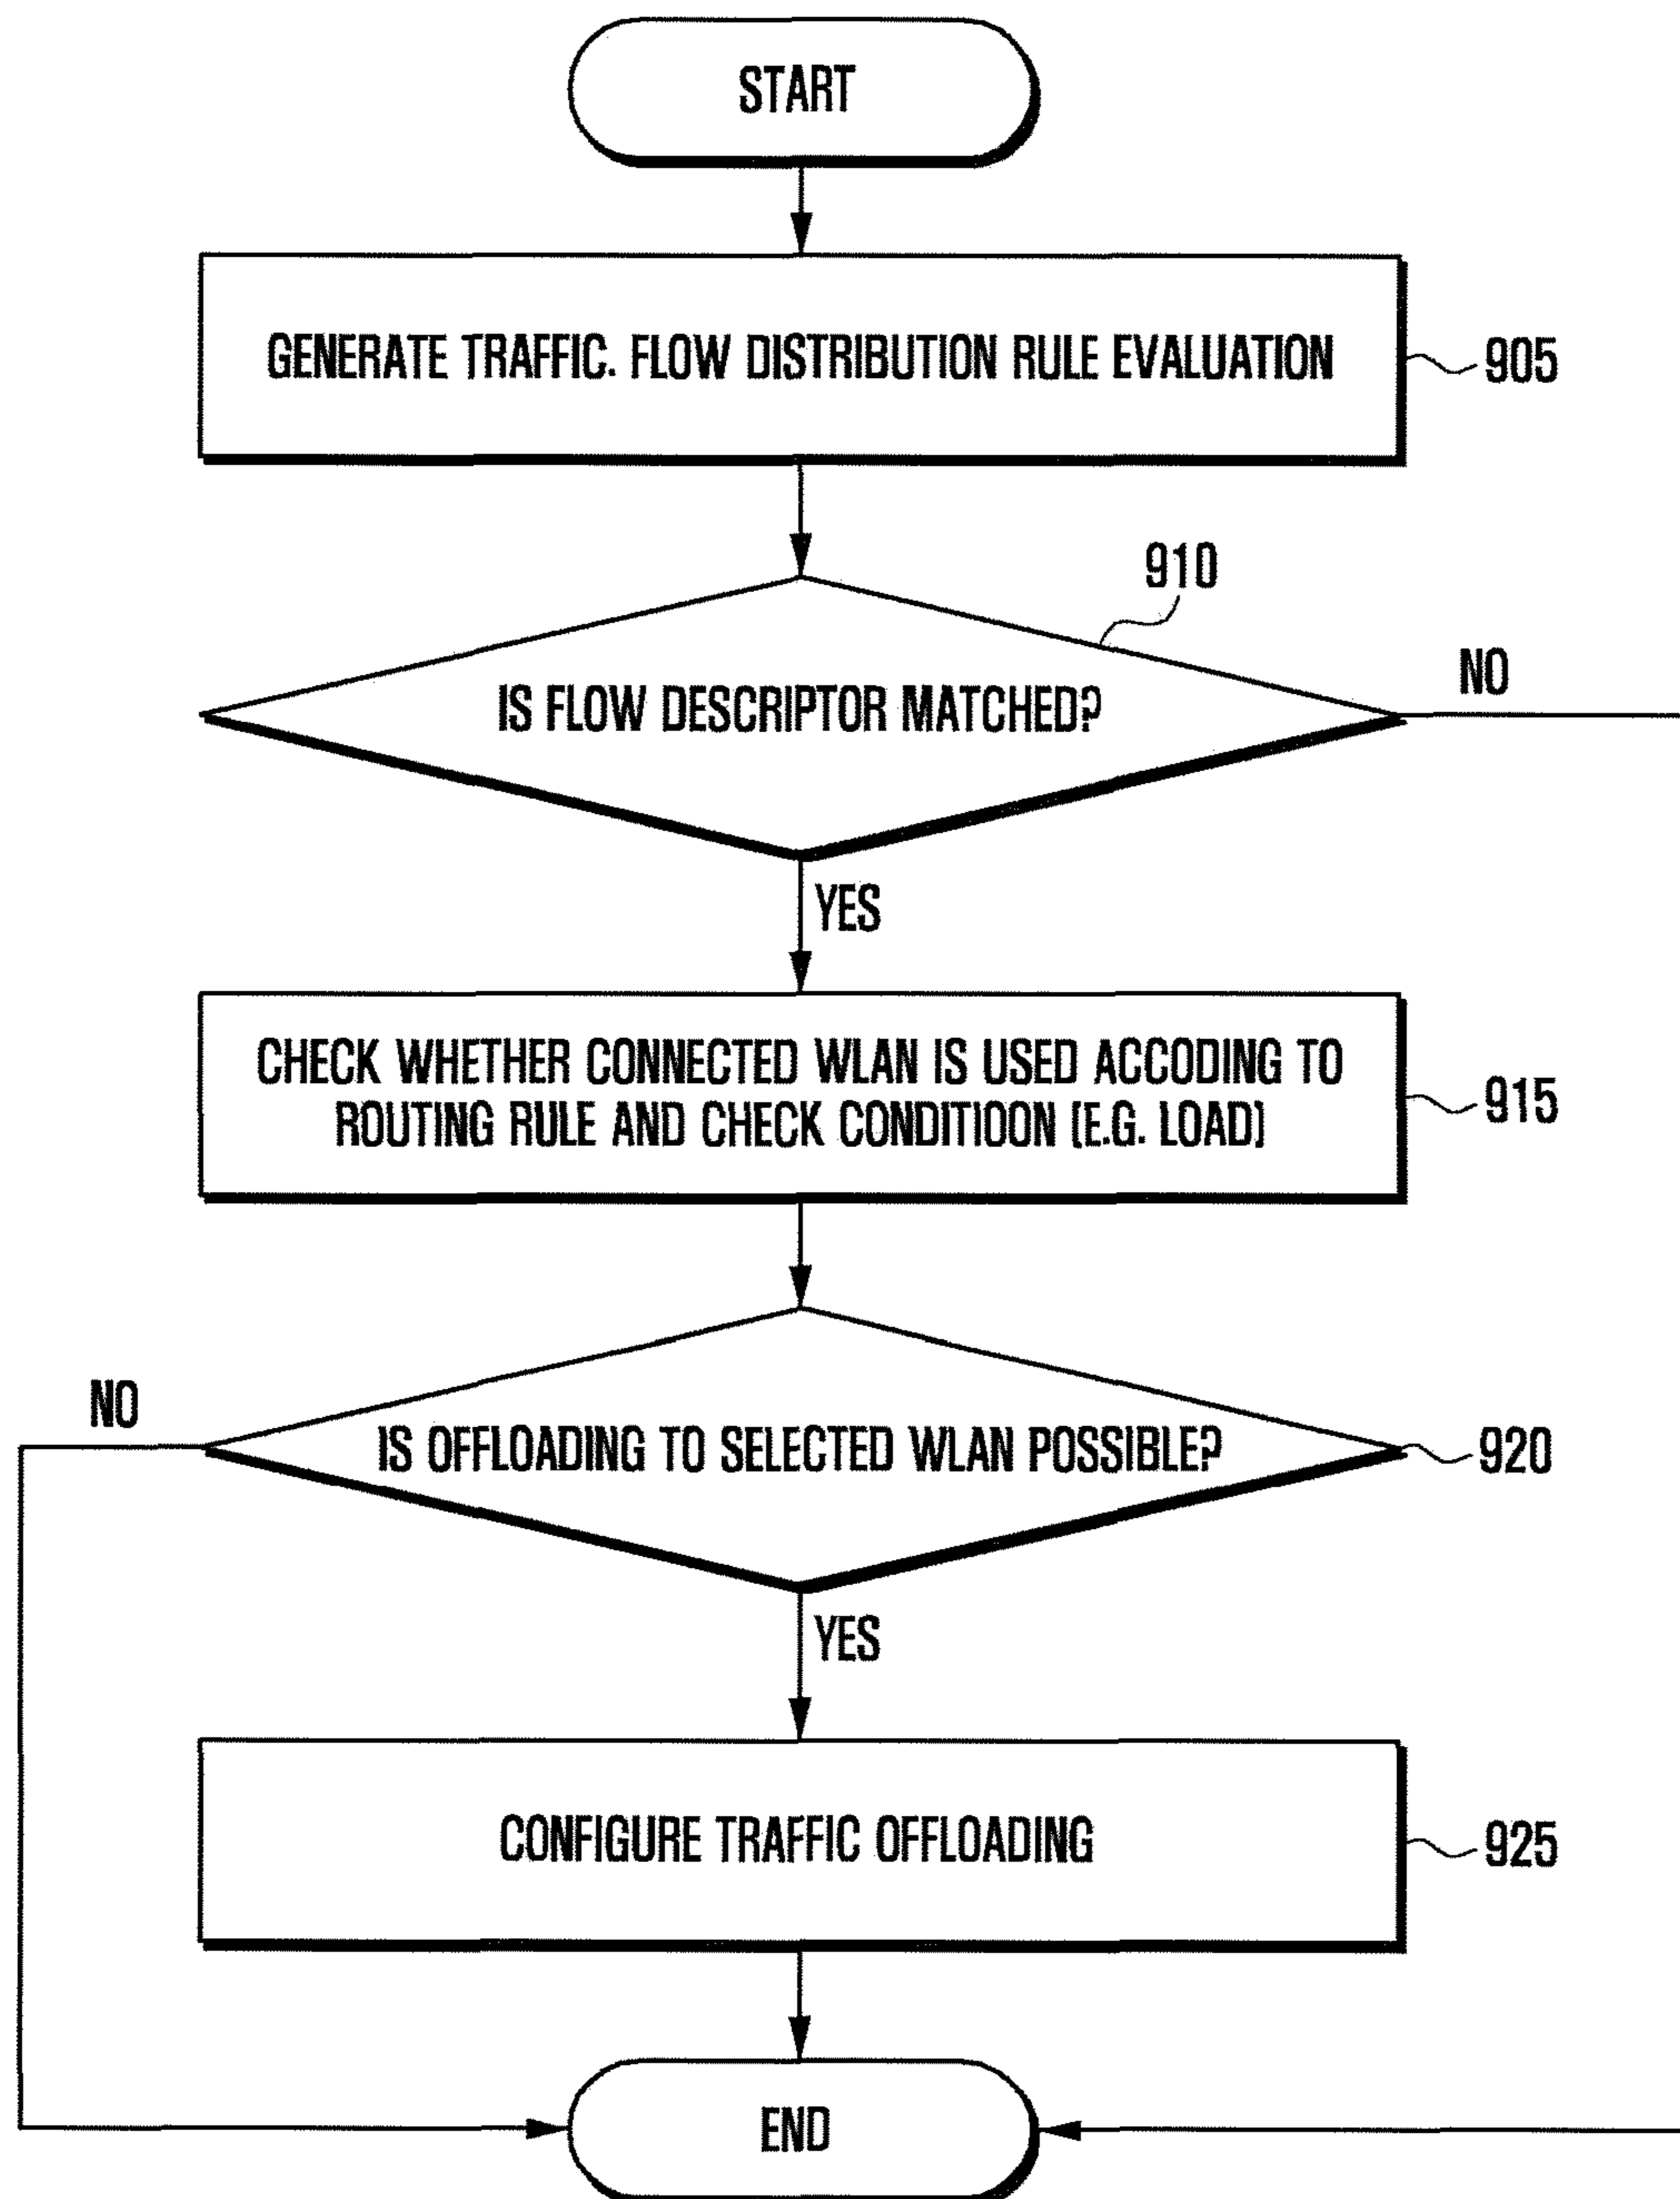 START
GENERATE TRAFFIC. FLOW DISTRIBUTION RULE EVALUATION
905
910
IS FLOW DESCRIPTOR MATCHED?
NO
YES
CHECK WHETHER CONNECTED WLAN IS USED ACCODING TO
ROUTING RULE AND CHECK CONDITIOON (E.G. LOAD)
915
NO
IS OFFLOADING TO SELECTED WLAN POSSIBLE?
920
YES
CONFIGURE TRAFFIC OFFLOADING
925
END